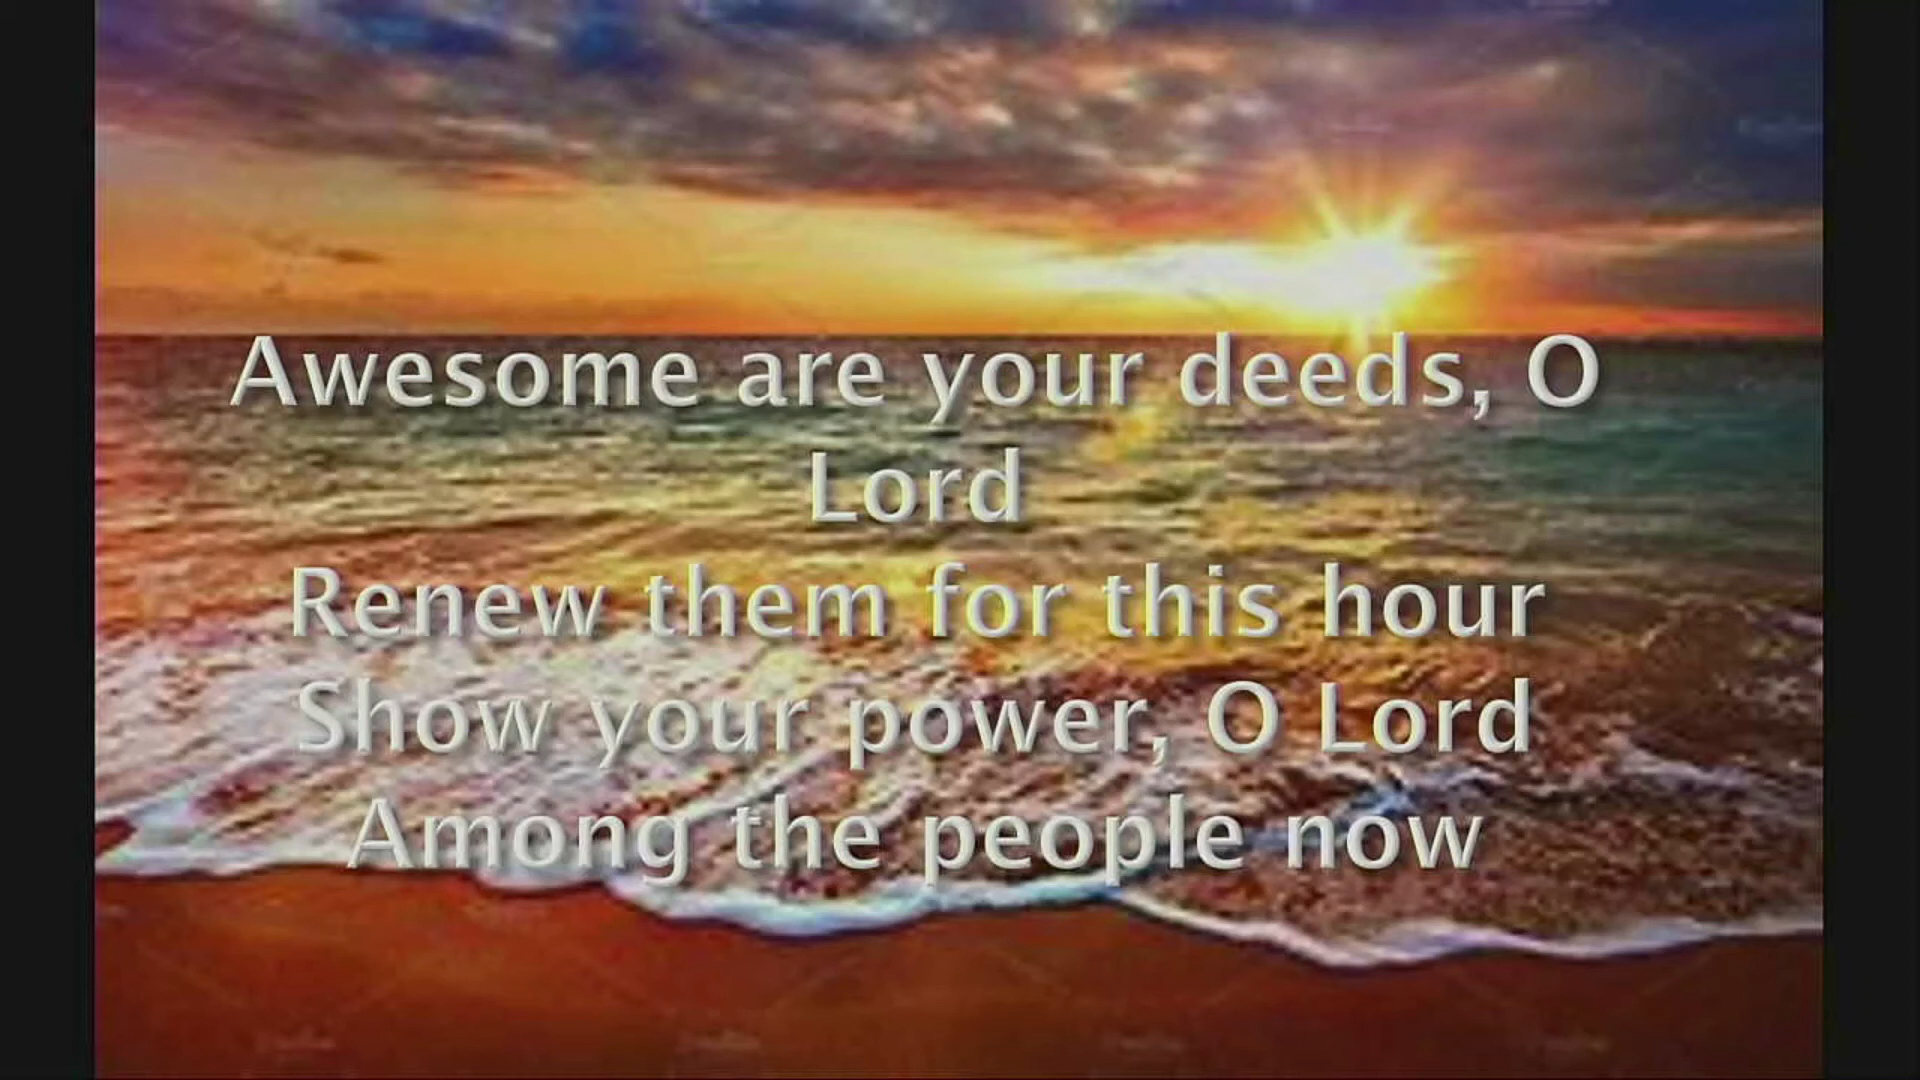 Awesome are your deeds, O
Lord
Renew them for this hour
Show your power, O Lord
Among the people now